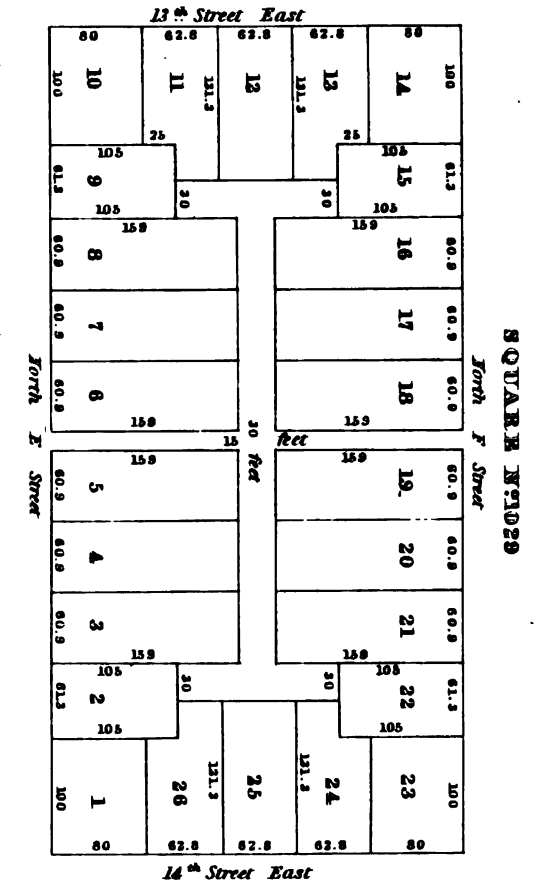 13th Street East
80 62.8 62.8 62.8 80
100 10 11 131.3 12 131.3 13 14 100
25 25
105 105
61.3 9 30 30 15 61.3
105 105
159 159
60.9 8 16 60.9
60.9 7 17 60.9
60.9 6 18 60.9
159 159
North E Street
15 feet
30 feet
North F Street
SQUARE No. 1029
159 159
60.9 5 19 60.9
60.9 4 20 60.9
60.9 3 21 60.9
159 159
105 105
61.3 2 30 30 22 61.3
105 105
100 1 26 131.3 25 131.3 24 23 100
80 62.8 62.8 62.8 80
14th Street East